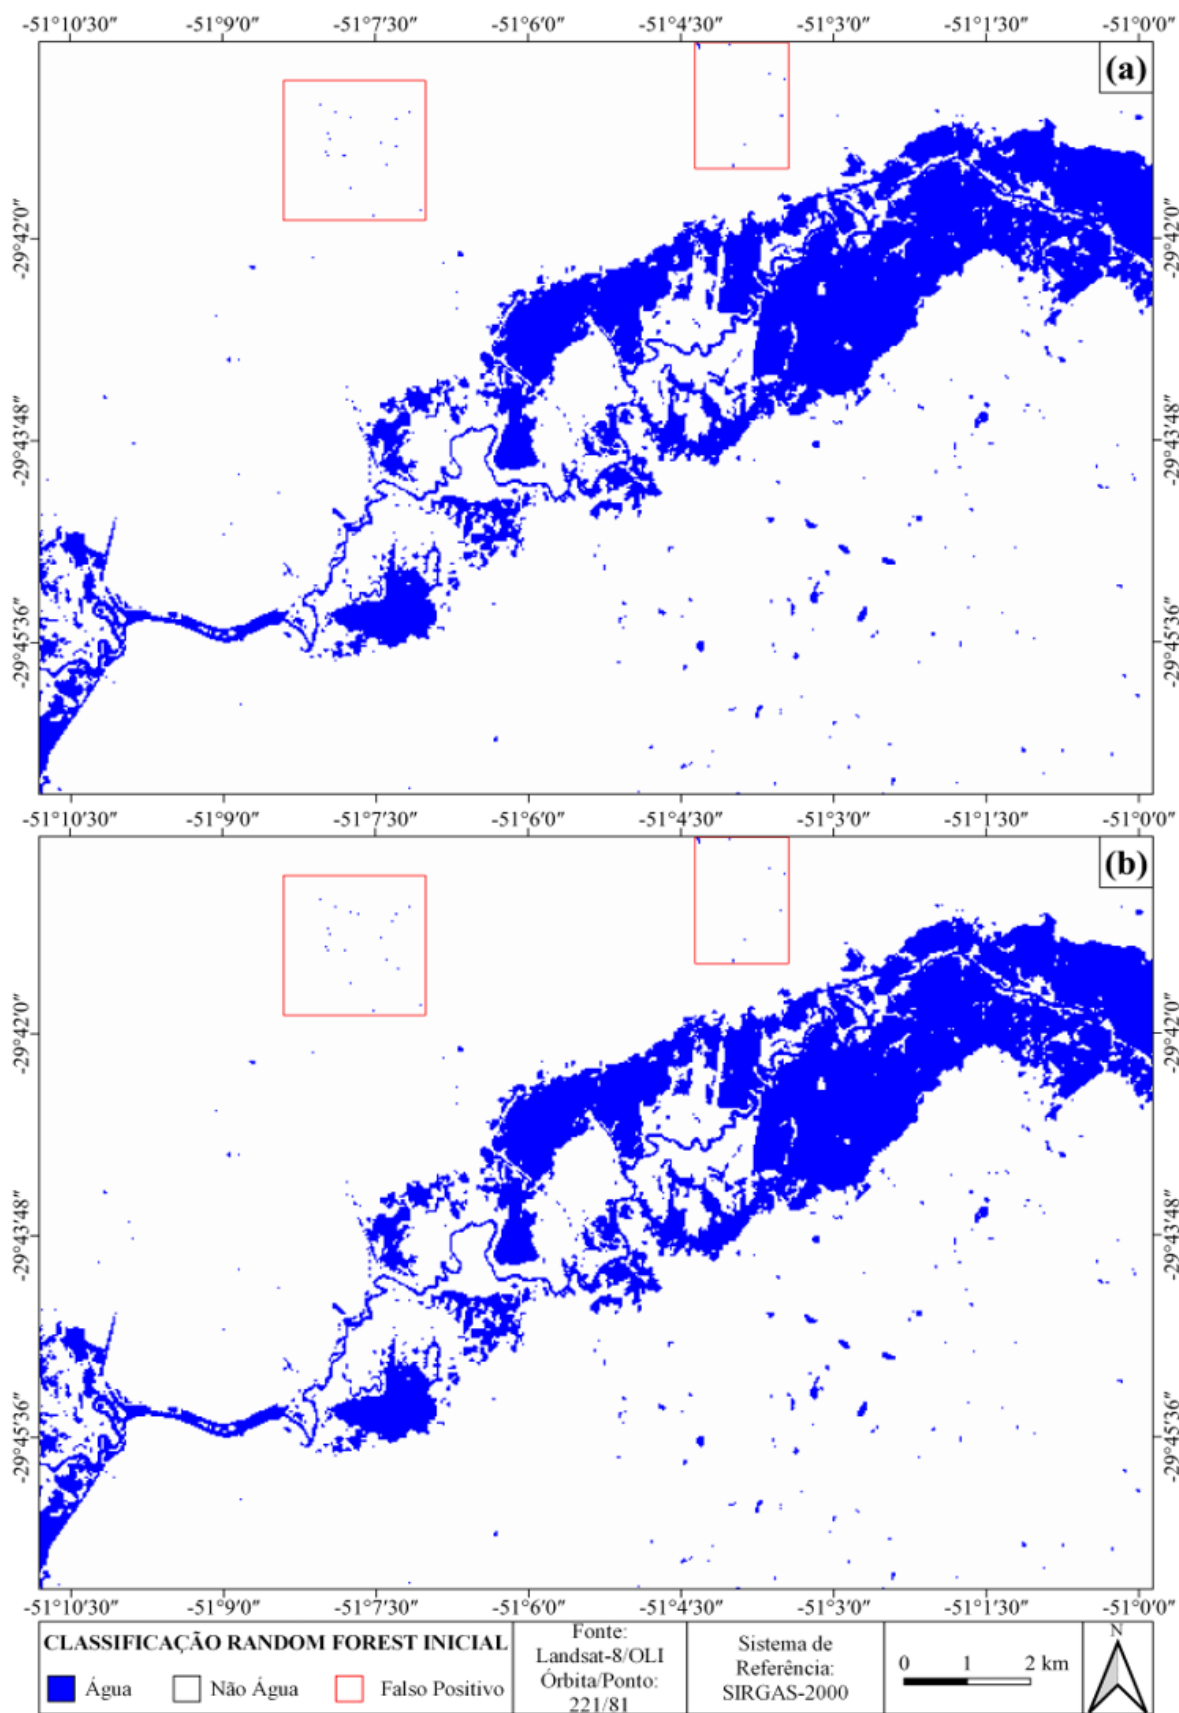 -51°10'30" -51°9'0" -51°7'30" -51°6'0" -51°4'30" -51°3'0" -51°1'30" -51°0'0"
(a)
-29°42'0" -29°42'0"
-29°43'48" -29°43'48"
-29°45'36" -29°45'36"
-51°10'30" -51°9'0" -51°7'30" -51°6'0" -51°4'30" -51°3'0" -51°1'30" -51°0'0"
(b)
-29°42'0" -29°42'0"
-29°43'48" -29°43'48"
-29°45'36" -29°45'36"
-51°10'30" -51°9'0" -51°7'30" -51°6'0" -51°4'30" -51°3'0" -51°1'30" -51°0'0"
CLASSIFICAÇÃO RANDOM FOREST INICIAL
Água Não Água Falso Positivo
Fonte:
Landsat-8/OLI
Órbita/Ponto:
221/81
Sistema de
Referência:
SIRGAS-2000
0 1 2 km
N